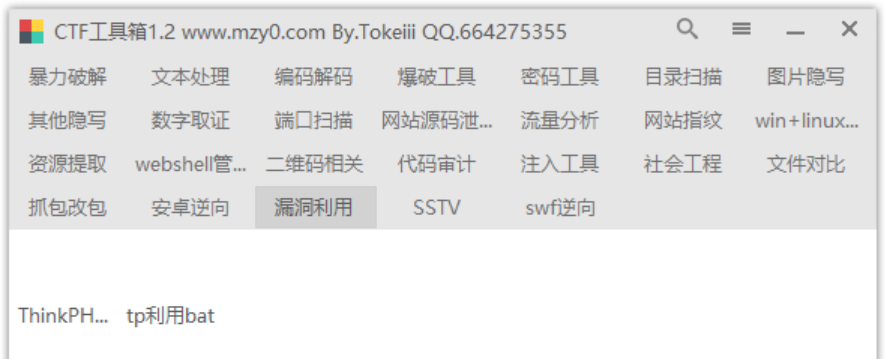 CTF工具箱1.2 www.mzy0.com By.Tokeiii QQ.664275355
暴力破解 文本处理 编码解码 爆破工具 密码工具 目录扫描 图片隐写
其他隐写 数字取证 端口扫描 网站源码泄... 流量分析 网站指纹 win+linux...
资源提取 webshell管... 二维码相关 代码审计 注入工具 社会工程 文件对比
抓包改包 安卓逆向 漏洞利用 SSTV swf逆向
ThinkPH... tp利用bat